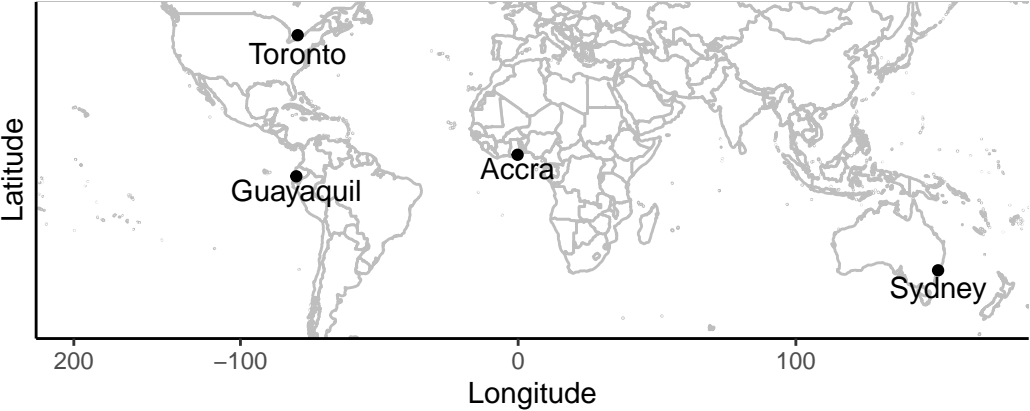 Toronto
Accra
Guayaquil
Sydney
Latitude
200
−100
0
100
Longitude